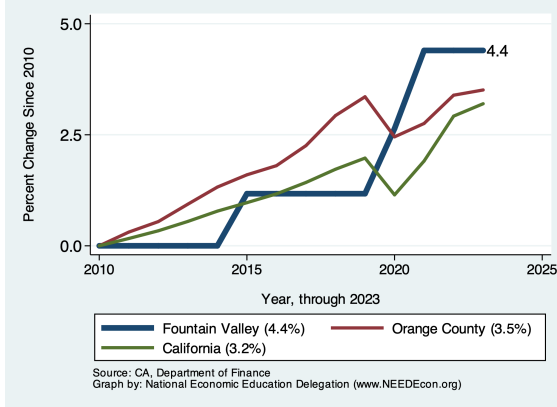 5.0
2.5
0.0
Percent Change Since 2010
4.4
2010 2015 2020 2025
Year, through 2023
Fountain Valley (4.4%) Orange County (3.5%)
California (3.2%)
Source: CA, Department of Finance
Graph by: National Economic Education Delegation (www.NEEDEcon.org)